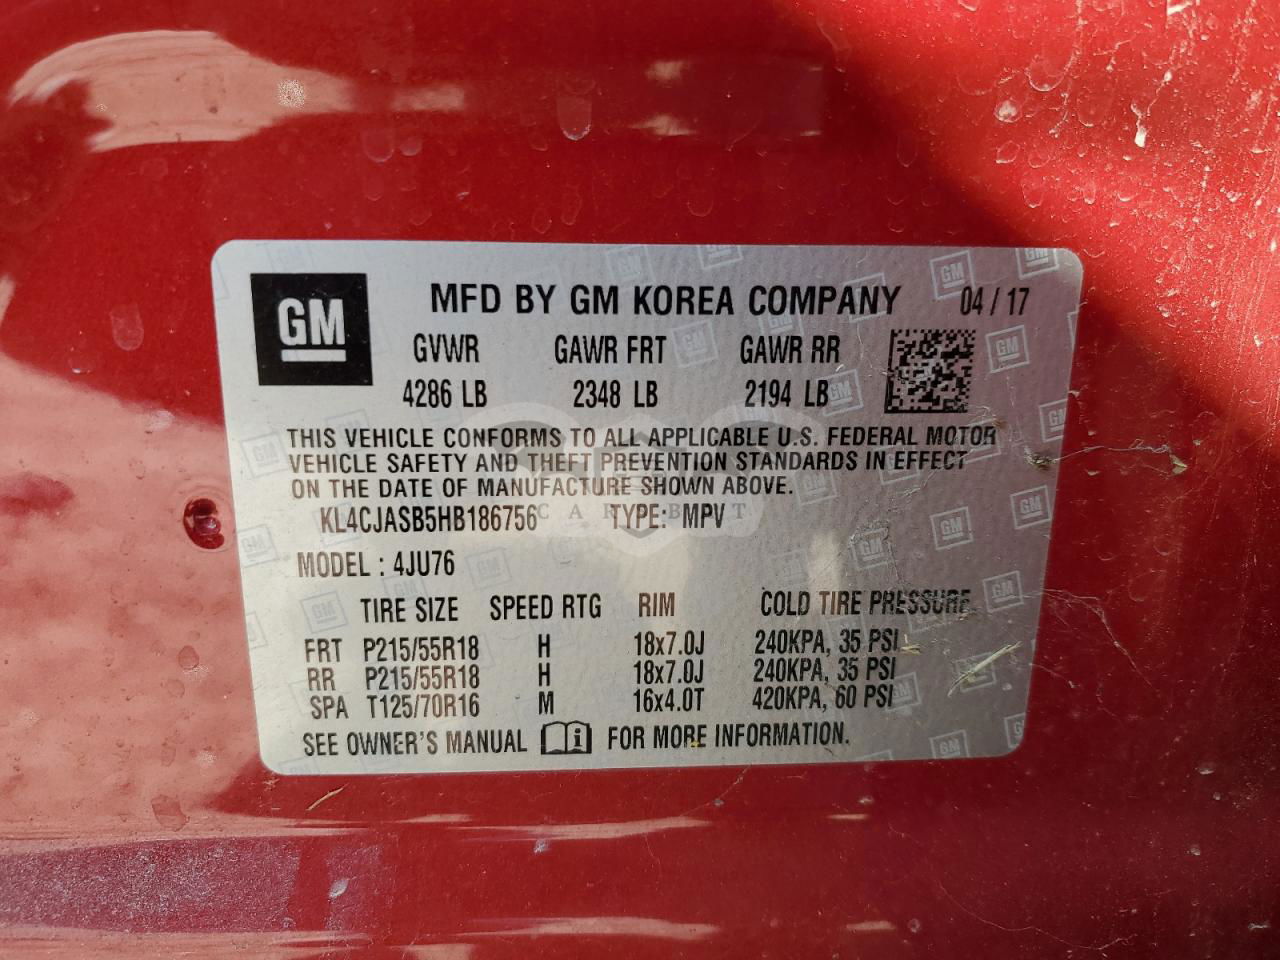 GM MFD BY GM KOREA COMPANY 04 / 17
GVWR GAWR FRT GAWR RR
4286 LB 2348 LB 2194 LB
THIS VEHICLE CONFORMS TO ALL APPLICABLE U.S. FEDERAL MOTOR
VEHICLE SAFETY AND THEFT PREVENTION STANDARDS IN EFFECT
ON THE DATE OF MANUFACTURE SHOWN ABOVE.
KL4CJASB5HB186756 TYPE: MPV
MODEL : 4JU76
TIRE SIZE SPEED RTG RIM COLD TIRE PRESSURE
FRT P215/55R18 H 18x7.0J 240KPA, 35 PSI
RR P215/55R18 H 18x7.0J 240KPA, 35 PSI
SPA T125/70R16 M 16x4.0T 420KPA, 60 PSI
SEE OWNER'S MANUAL FOR MORE INFORMATION.